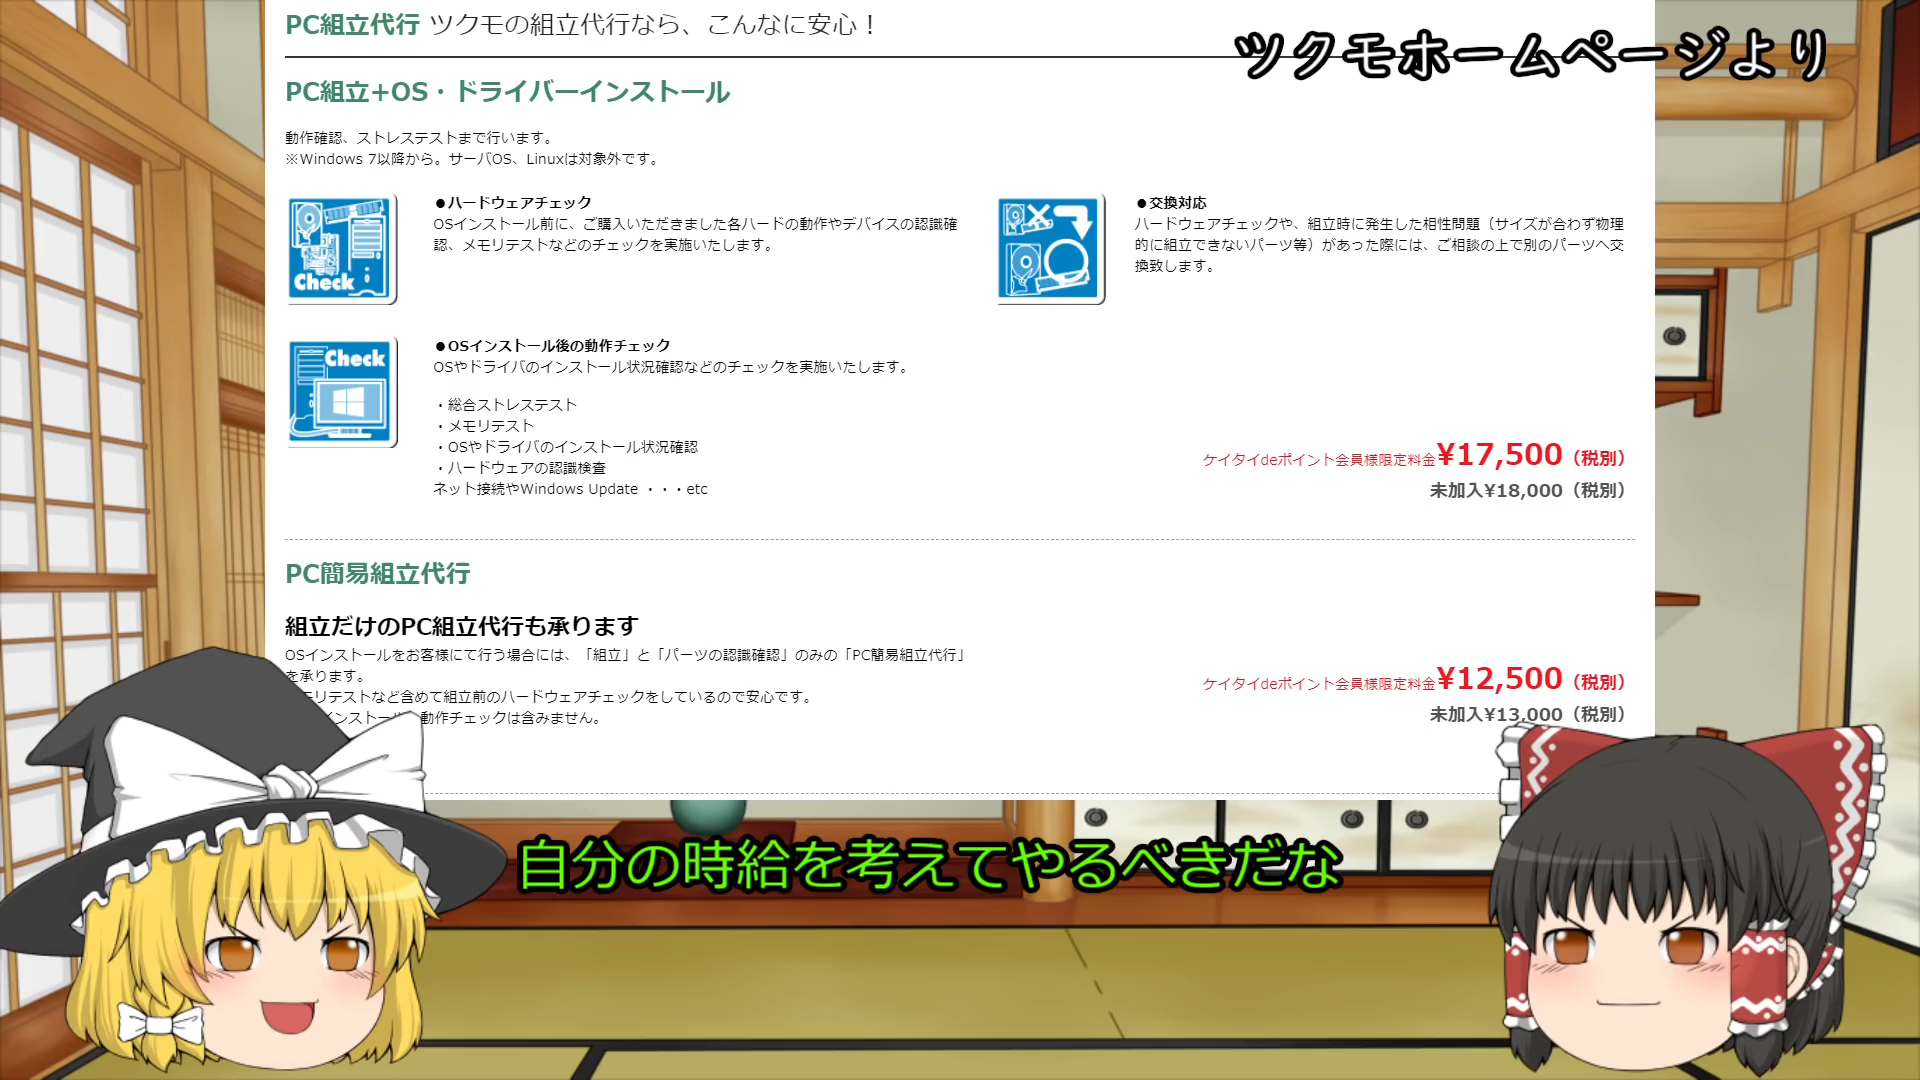 PC組立代行 ツクモの組立代行なら、こんなに安心！
ツクモホームページより
PC組立+OS・ドライバーインストール
動作確認、ストレステストまで行います。
※Windows 7以降から。サーバOS、Linuxは対象外です。
Check
●ハードウェアチェック
OSインストール前に、ご購入いただきました各ハードの動作やデバイスの認識確
認、メモリテストなどのチェックを実施いたします。
●交換対応
ハードウェアチェックや、組立時に発生した相性問題（サイズが合わず物理
的に組立できないパーツ等）があった際には、ご相談の上で別のパーツへ交
換致します。
Check
●OSインストール後の動作チェック
OSやドライバのインストール状況確認などのチェックを実施いたします。
・総合ストレステスト
・メモリテスト
・OSやドライバのインストール状況確認
・ハードウェアの認識検査
ネット接続やWindows Update ・・・etc
ケイタイdeポイント会員様限定料金¥17,500（税別）
未加入¥18,000（税別）
PC簡易組立代行
組立だけのPC組立代行も承ります
OSインストールをお客様にて行う場合には、「組立」と「パーツの認識確認」のみの「PC簡易組立代行」
を承ります。
モリテストなど含めて組立前のハードウェアチェックをしているので安心です。
インストール 動作チェックは含みません。
ケイタイdeポイント会員様限定料金¥12,500（税別）
未加入¥13,000（税別）
自分の時給を考えてやるべきだな